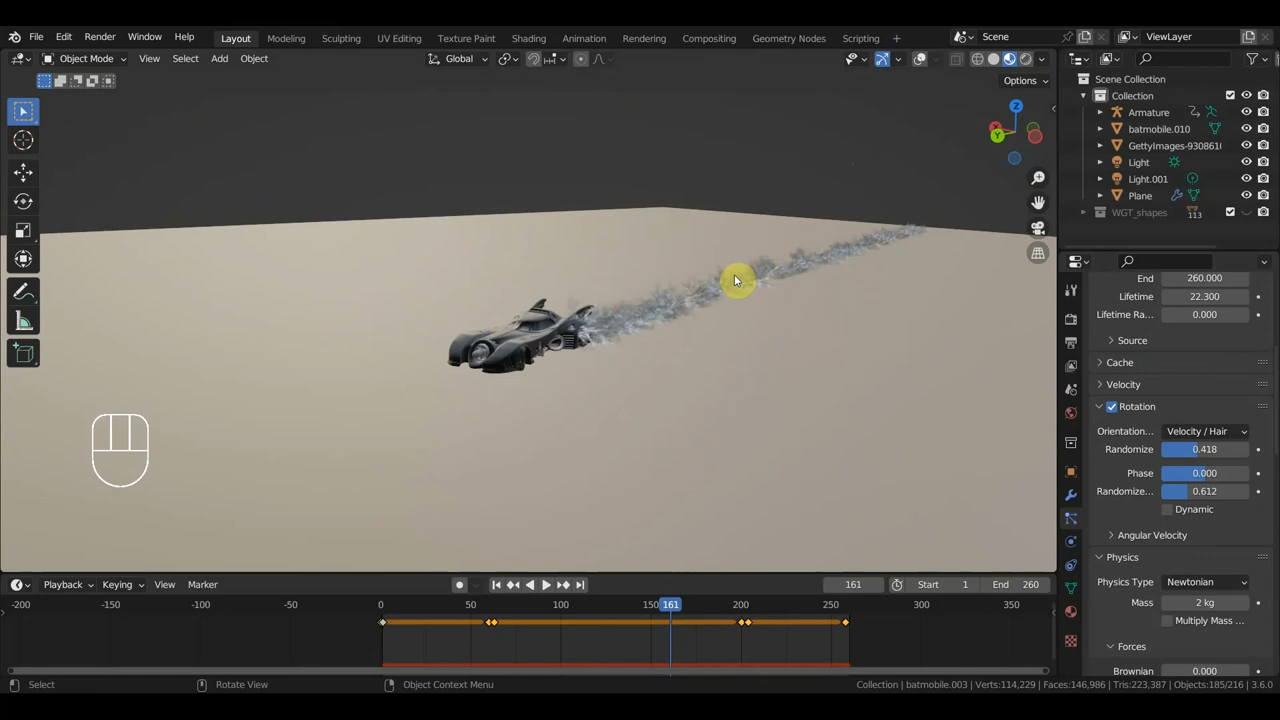 File Edit Render Window Help Layout Modeling Sculpting UV Editing Texture Paint Shading Animation Rendering Compositing Geometry Nodes Scripting + Scene ViewLayer
Object Mode View Select Add Object Global
Options
X Y Z
Scene Collection
Collection
Armature
batmobile.010
GettyImages-9308610
Light
Light.001
Plane
WGT_shapes 113
End 260.000
Lifetime 22.300
Lifetime Ra... 0.000
Source
Cache
Velocity
Rotation
Orientation... Velocity / Hair
Randomize 0.418
Phase 0.000
Randomize... 0.612
Dynamic
Angular Velocity
Physics
Physics Type Newtonian
Mass 2 kg
Multiply Mass ...
Forces
Brownian 0.000
Playback Keying View Marker 161 Start 1 End 260
-200 -150 -100 -50 0 50 100 150 161 200 250 300 350
Select Rotate View Object Context Menu Collection | batmobile.003 | Verts:114,229 | Faces:146,986 | Tris:223,387 | Objects:185/216 | 3.6.0